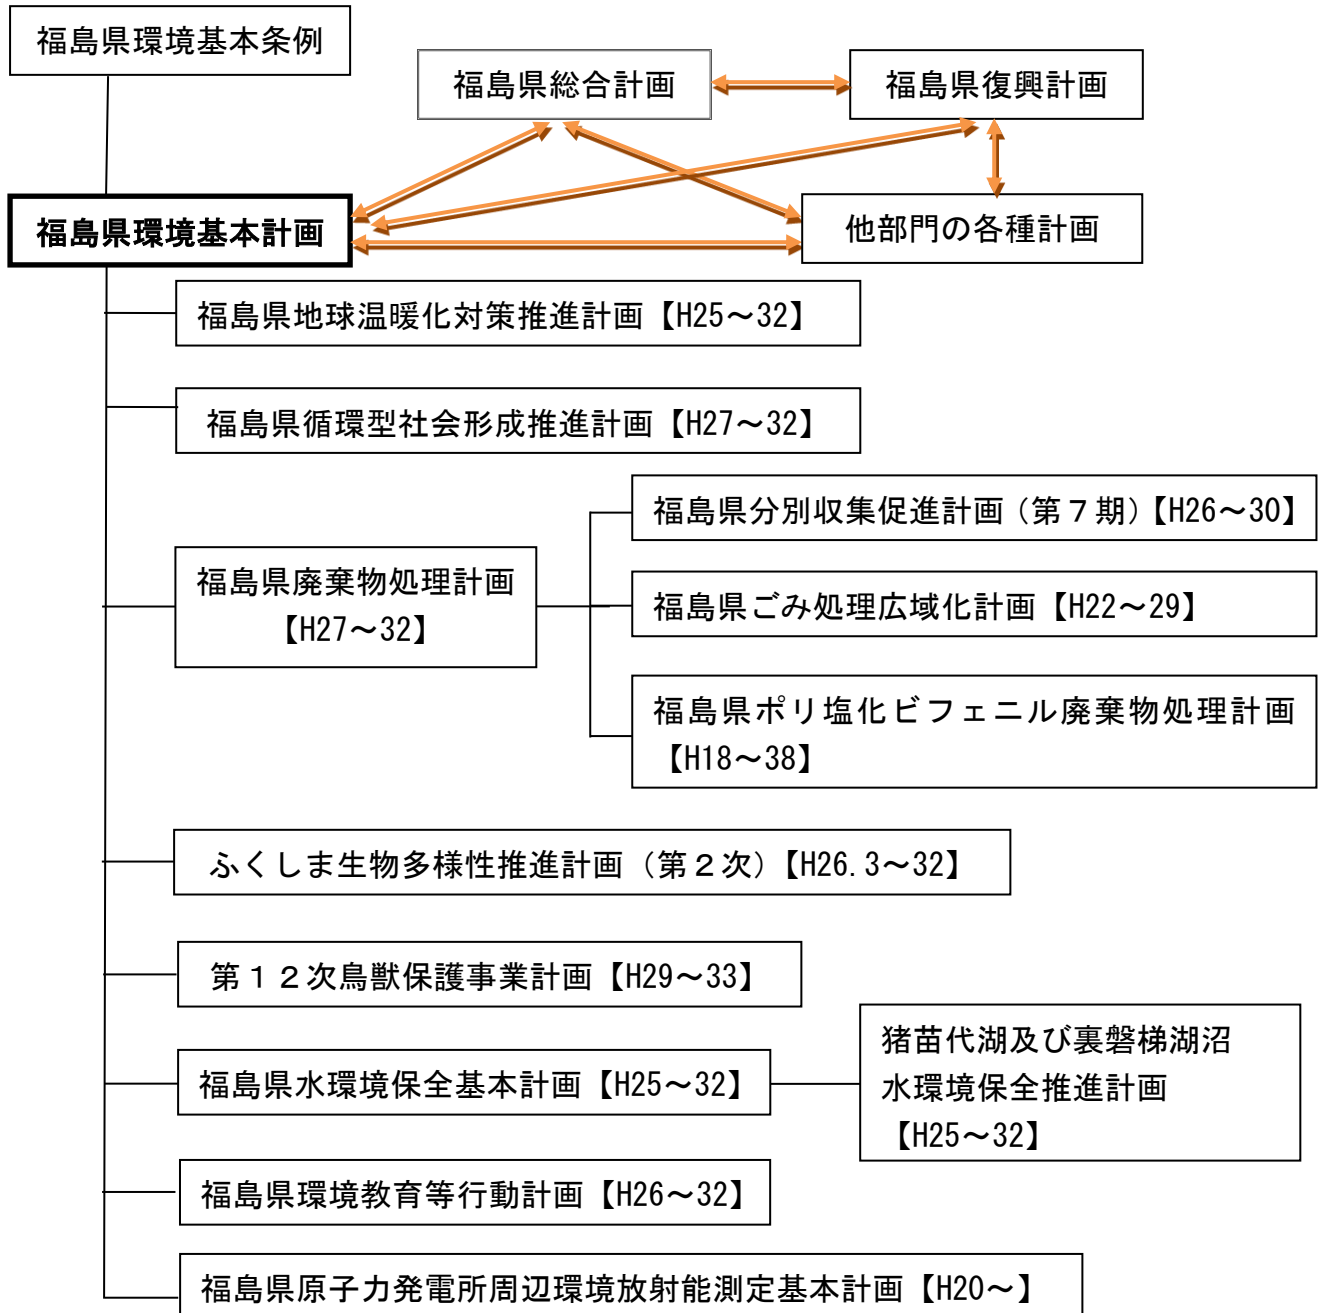 福島県環境基本条例
福島県総合計画
福島県復興計画
福島県環境基本計画
他部門の各種計画
福島県地球温暖化対策推進計画【H25～32】
福島県循環型社会形成推進計画【H27～32】
福島県分別収集促進計画（第７期）【H26～30】
福島県廃棄物処理計画
【H27～32】
福島県ごみ処理広域化計画【H22～29】
福島県ポリ塩化ビフェニル廃棄物処理計画
【H18～38】
ふくしま生物多様性推進計画（第２次）【H26.3～32】
第１２次鳥獣保護事業計画【H29～33】
福島県水環境保全基本計画【H25～32】
猪苗代湖及び裏磐梯湖沼
水環境保全推進計画
【H25～32】
福島県環境教育等行動計画【H26～32】
福島県原子力発電所周辺環境放射能測定基本計画【H20～】